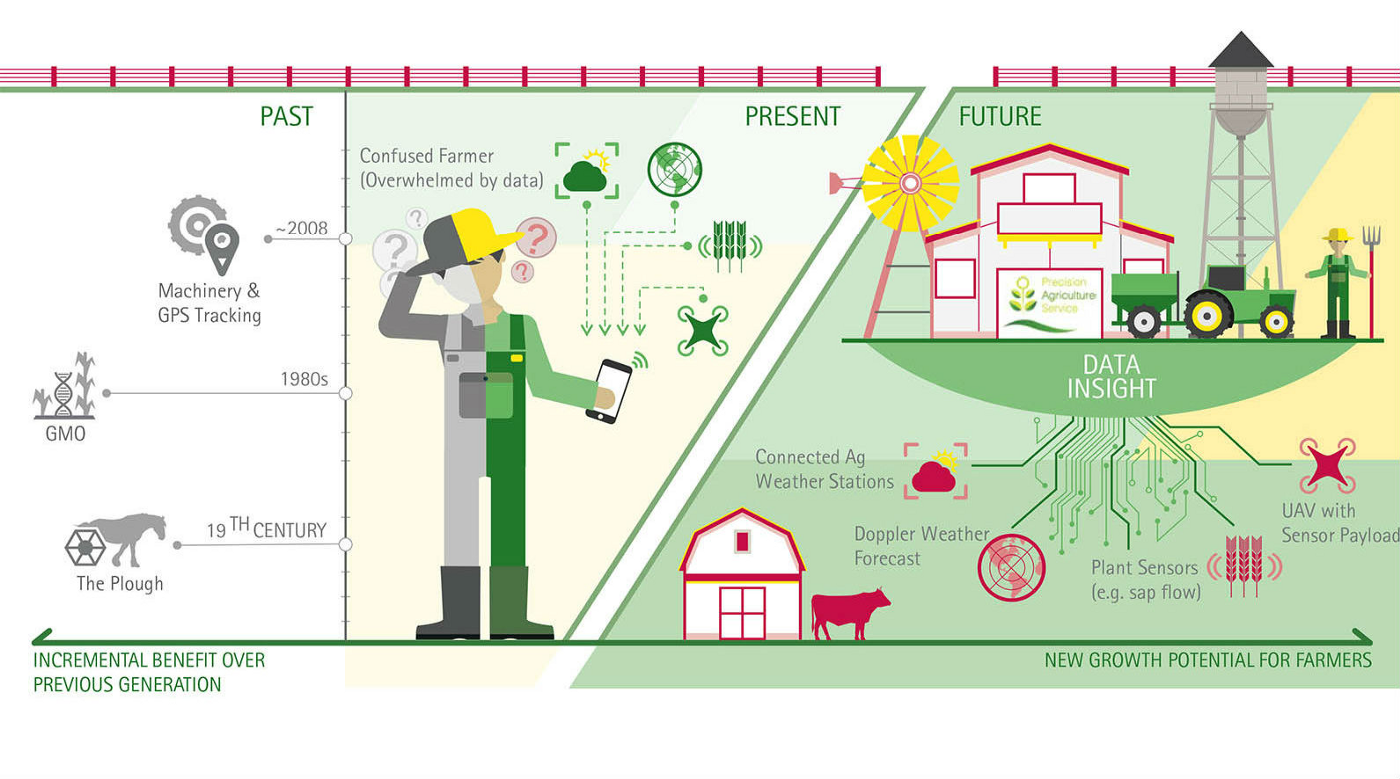 PAST
PRESENT
FUTURE
Confused Farmer
(Overwhelmed by data)
?
?
?
?
?
~2008
Machinery &
GPS Tracking
1980s
GMO
19TH CENTURY
The Plough
Precision
Agriculture
Service
DATA
INSIGHT
Connected Ag
Weather Stations
Doppler Weather
Forecast
Plant Sensors
(e.g. sap flow)
UAV with
Sensor Payload
INCREMENTAL BENEFIT OVER
PREVIOUS GENERATION
NEW GROWTH POTENTIAL FOR FARMERS